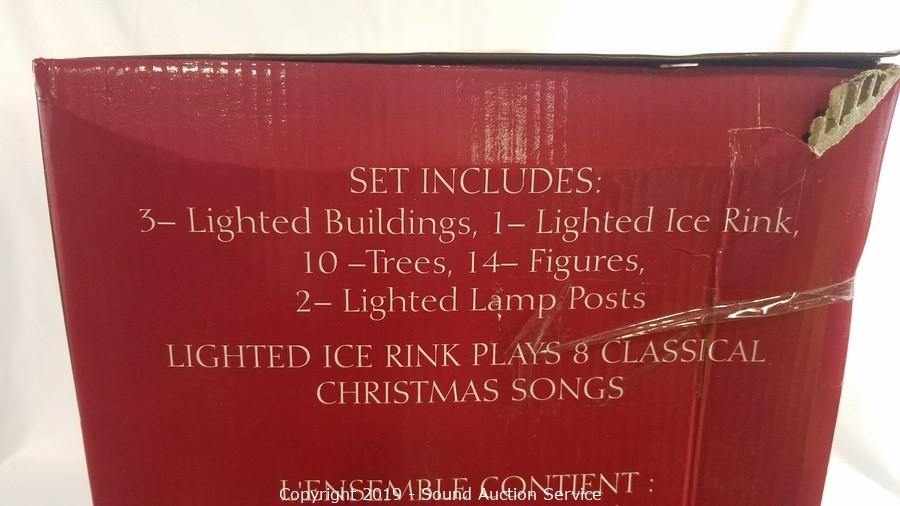 SET INCLUDES:
3– Lighted Buildings, 1– Lighted Ice Rink,
10 –Trees, 14– Figures,
2– Lighted Lamp Posts
LIGHTED ICE RINK PLAYS 8 CLASSICAL
CHRISTMAS SONGS
L'ENSEMBLE CONTIENT :
Copyright 2019 - Sound Auction Service